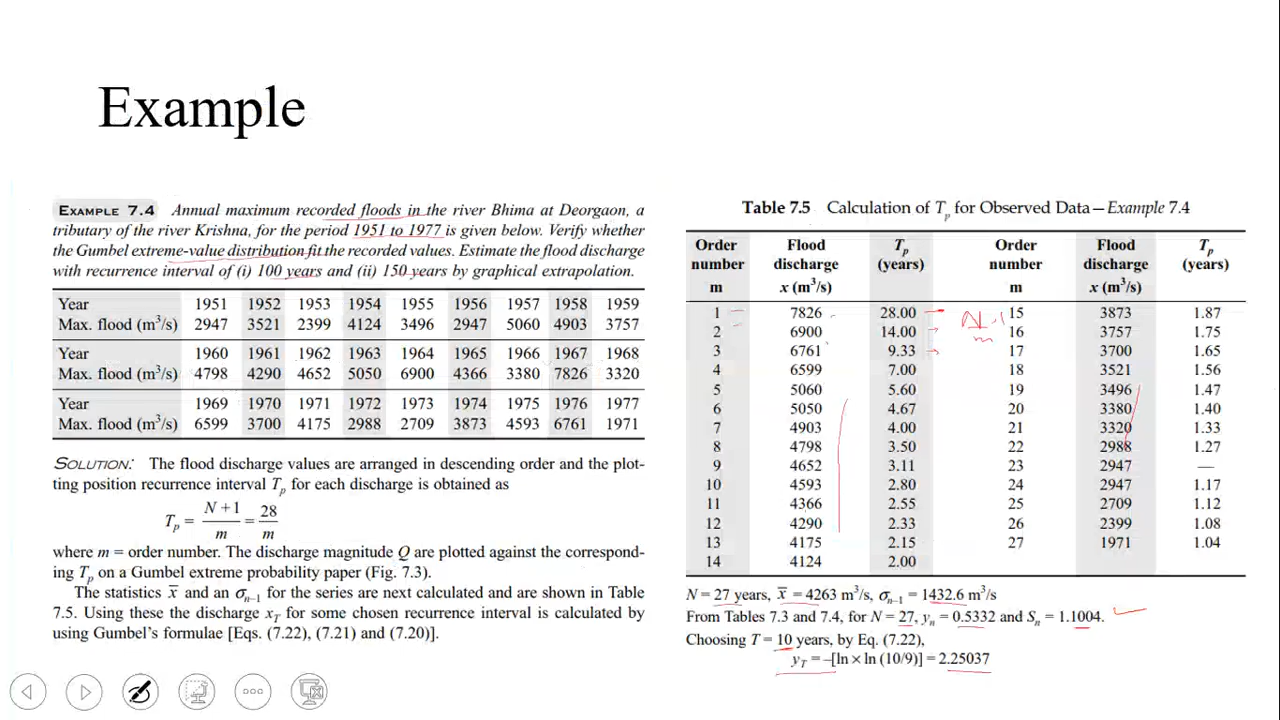 Example
EXAMPLE 7.4 Annual maximum recorded floods in the river Bhima at Deorgaon, a
tributary of the river Krishna, for the period 1951 to 1977 is given below. Verify whether
the Gumbel extreme-value distribution fit the recorded values. Estimate the flood discharge
with recurrence interval of (i) 100 years and (ii) 150 years by graphical extrapolation.
Year 1951 1952 1953 1954 1955 1956 1957 1958 1959
Max. flood (m³/s) 2947 3521 2399 4124 3496 2947 5060 4903 3757
Year 1960 1961 1962 1963 1964 1965 1966 1967 1968
Max. flood (m³/s) 4798 4290 4652 5050 6900 4366 3380 7826 3320
Year 1969 1970 1971 1972 1973 1974 1975 1976 1977
Max. flood (m³/s) 6599 3700 4175 2988 2709 3873 4593 6761 1971
SOLUTION: The flood discharge values are arranged in descending order and the plot-
ting position recurrence interval Tp for each discharge is obtained as
Tp = (N + 1)/m = 28/m
where m = order number. The discharge magnitude Q are plotted against the correspond-
ing Tp on a Gumbel extreme probability paper (Fig. 7.3).
The statistics x̅ and an σn-1 for the series are next calculated and are shown in Table
7.5. Using these the discharge xT for some chosen recurrence interval is calculated by
using Gumbel's formulae [Eqs. (7.22), (7.21) and (7.20)].
Table 7.5 Calculation of Tp for Observed Data—Example 7.4
Order Flood Tp Order Flood Tp
number discharge (years) number discharge (years)
m x (m³/s) m x (m³/s)
1 7826 28.00 15 3873 1.87
2 6900 14.00 16 3757 1.75
3 6761 9.33 17 3700 1.65
4 6599 7.00 18 3521 1.56
5 5060 5.60 19 3496 1.47
6 5050 4.67 20 3380 1.40
7 4903 4.00 21 3320 1.33
8 4798 3.50 22 2988 1.27
9 4652 3.11 23 2947 —
10 4593 2.80 24 2947 1.17
11 4366 2.55 25 2709 1.12
12 4290 2.33 26 2399 1.08
13 4175 2.15 27 1971 1.04
14 4124 2.00
N = 27 years, x̅ = 4263 m³/s, σn-1 = 1432.6 m³/s
From Tables 7.3 and 7.4, for N = 27, yn = 0.5332 and Sn = 1.1004.
Choosing T = 10 years, by Eq. (7.22),
yT = –[ln × ln (10/9)] = 2.25037